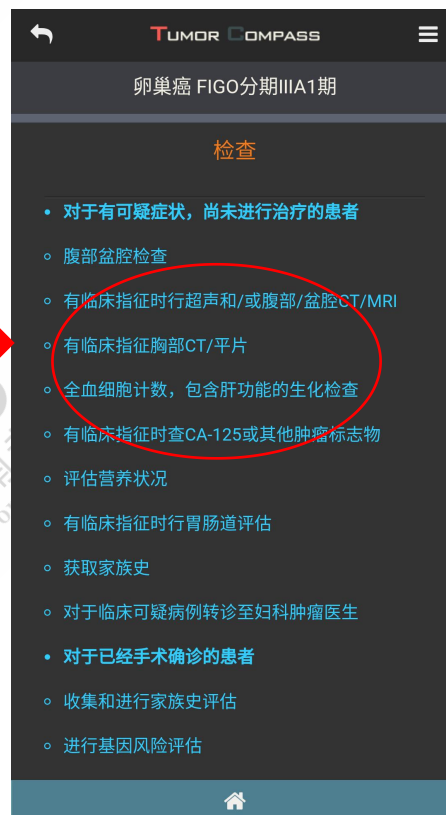 TUMOR COMPASS
卵巢癌 FIGO分期IIIA1期
检查
对于有可疑症状，尚未进行治疗的患者
腹部盆腔检查
有临床指征时行超声和/或腹部/盆腔CT/MRI
有临床指征胸部CT/平片
全血细胞计数，包含肝功能的生化检查
有临床指征时查CA-125或其他肿瘤标志物
评估营养状况
有临床指征时行胃肠道评估
获取家族史
对于临床可疑病例转诊至妇科肿瘤医生
对于已经手术确诊的患者
收集和进行家族史评估
进行基因风险评估